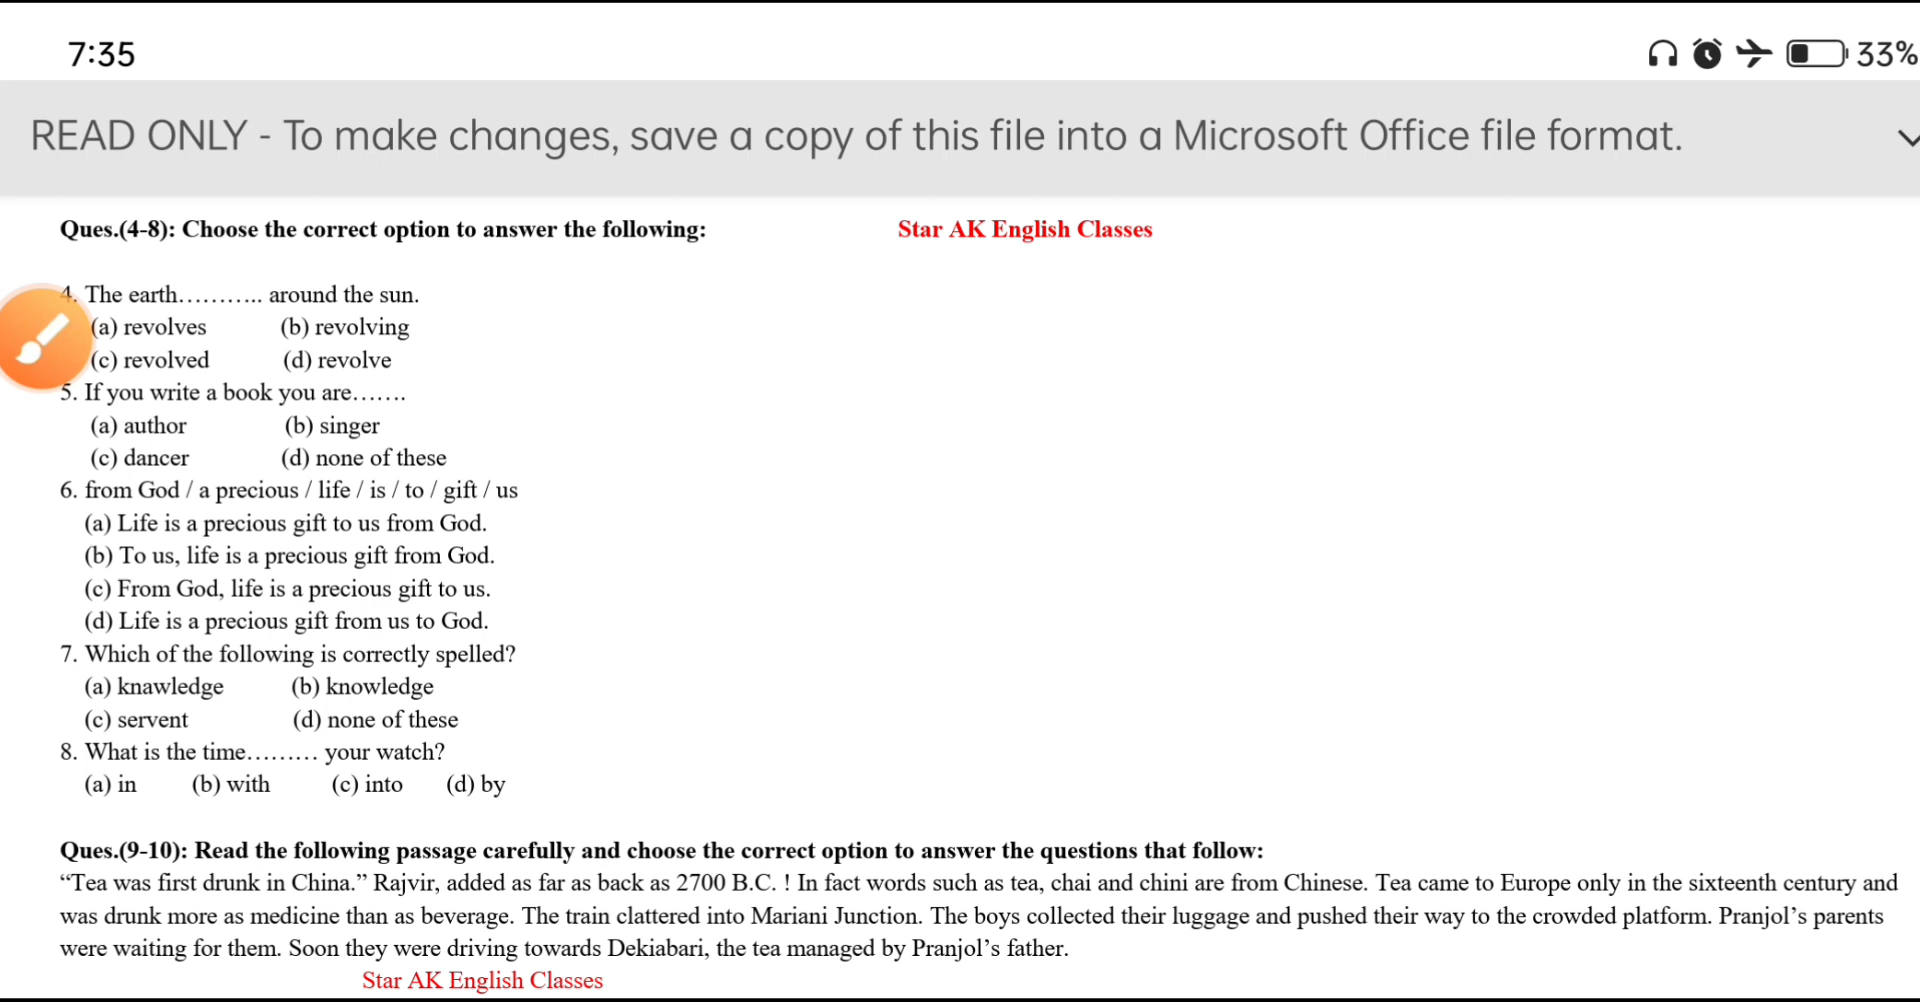 7:35 33%
READ ONLY - To make changes, save a copy of this file into a Microsoft Office file format.
Ques.(4-8): Choose the correct option to answer the following: Star AK English Classes
4. The earth……….. around the sun.
(a) revolves (b) revolving
(c) revolved (d) revolve
5. If you write a book you are…….
(a) author (b) singer
(c) dancer (d) none of these
6. from God / a precious / life / is / to / gift / us
(a) Life is a precious gift to us from God.
(b) To us, life is a precious gift from God.
(c) From God, life is a precious gift to us.
(d) Life is a precious gift from us to God.
7. Which of the following is correctly spelled?
(a) knawledge (b) knowledge
(c) servent (d) none of these
8. What is the time……… your watch?
(a) in (b) with (c) into (d) by
Ques.(9-10): Read the following passage carefully and choose the correct option to answer the questions that follow:
“Tea was first drunk in China.” Rajvir, added as far as back as 2700 B.C. ! In fact words such as tea, chai and chini are from Chinese. Tea came to Europe only in the sixteenth century and
was drunk more as medicine than as beverage. The train clattered into Mariani Junction. The boys collected their luggage and pushed their way to the crowded platform. Pranjol’s parents
were waiting for them. Soon they were driving towards Dekiabari, the tea managed by Pranjol’s father.
Star AK English Classes